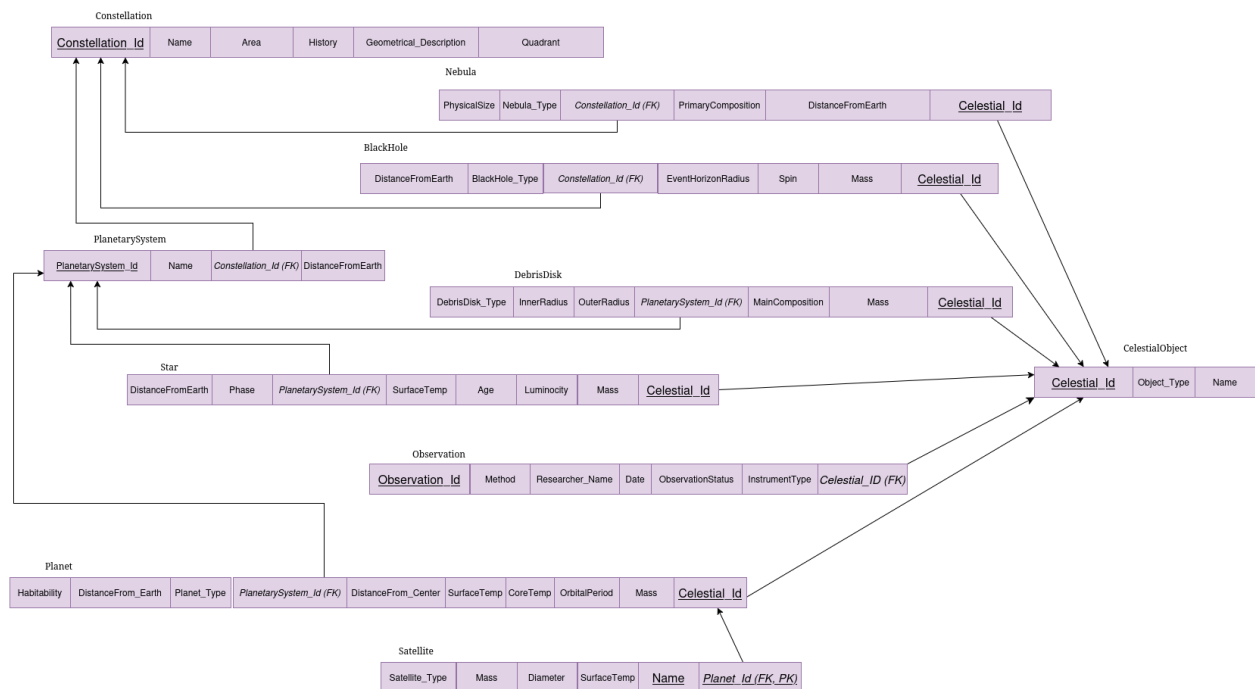 Constellation
Constellation_Id Name Area History Geometrical_Description Quadrant
Nebula
PhysicalSize Nebula_Type Constellation_Id (FK) PrimaryComposition DistanceFromEarth Celestial_Id
BlackHole
DistanceFromEarth BlackHole_Type Constellation_Id (FK) EventHorizonRadius Spin Mass Celestial_Id
PlanetarySystem
PlanetarySystem_Id Name Constellation_Id (FK) DistanceFromEarth
DebrisDisk
DebrisDisk_Type InnerRadius OuterRadius PlanetarySystem_Id (FK) MainComposition Mass Celestial_Id
CelestialObject
Celestial_Id Object_Type Name
Star
DistanceFromEarth Phase PlanetarySystem_Id (FK) SurfaceTemp Age Luminocity Mass Celestial_Id
Observation
Observation_Id Method Researcher_Name Date ObservationStatus InstrumentType Celestial_ID (FK)
Planet
Habitability DistanceFrom_Earth Planet_Type PlanetarySystem_Id (FK) DistanceFrom_Center SurfaceTemp CoreTemp OrbitalPeriod Mass Celestial_Id
Satellite
Satellite_Type Mass Diameter SurfaceTemp Name Planet_Id (FK, PK)